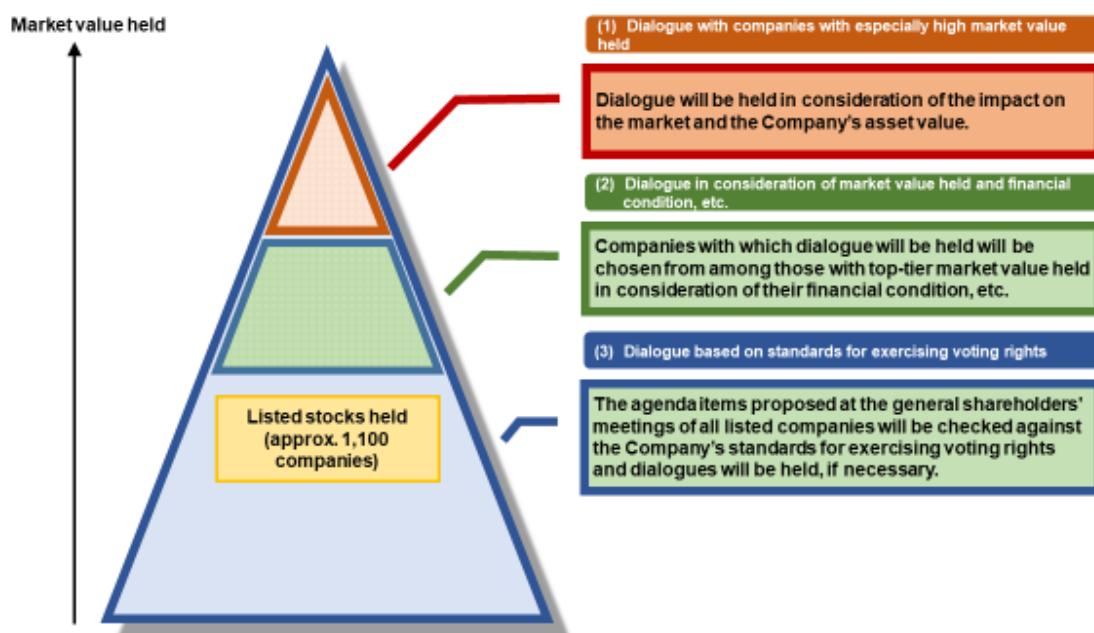 Market value held
(1) Dialogue with companies with especially high market value
held
Dialogue will be held in consideration of the impact on
the market and the Company's asset value.
(2) Dialogue in consideration of market value held and financial
condition, etc.
Companies with which dialogue will be held will be
chosen from among those with top-tier market value held
in consideration of their financial condition, etc.
(3) Dialogue based on standards for exercising voting rights
The agenda items proposed at the general shareholders'
meetings of all listed companies will be checked against
the Company's standards for exercising voting rights
and dialogues will be held, if necessary.
Listed stocks held
(approx. 1,100
companies)